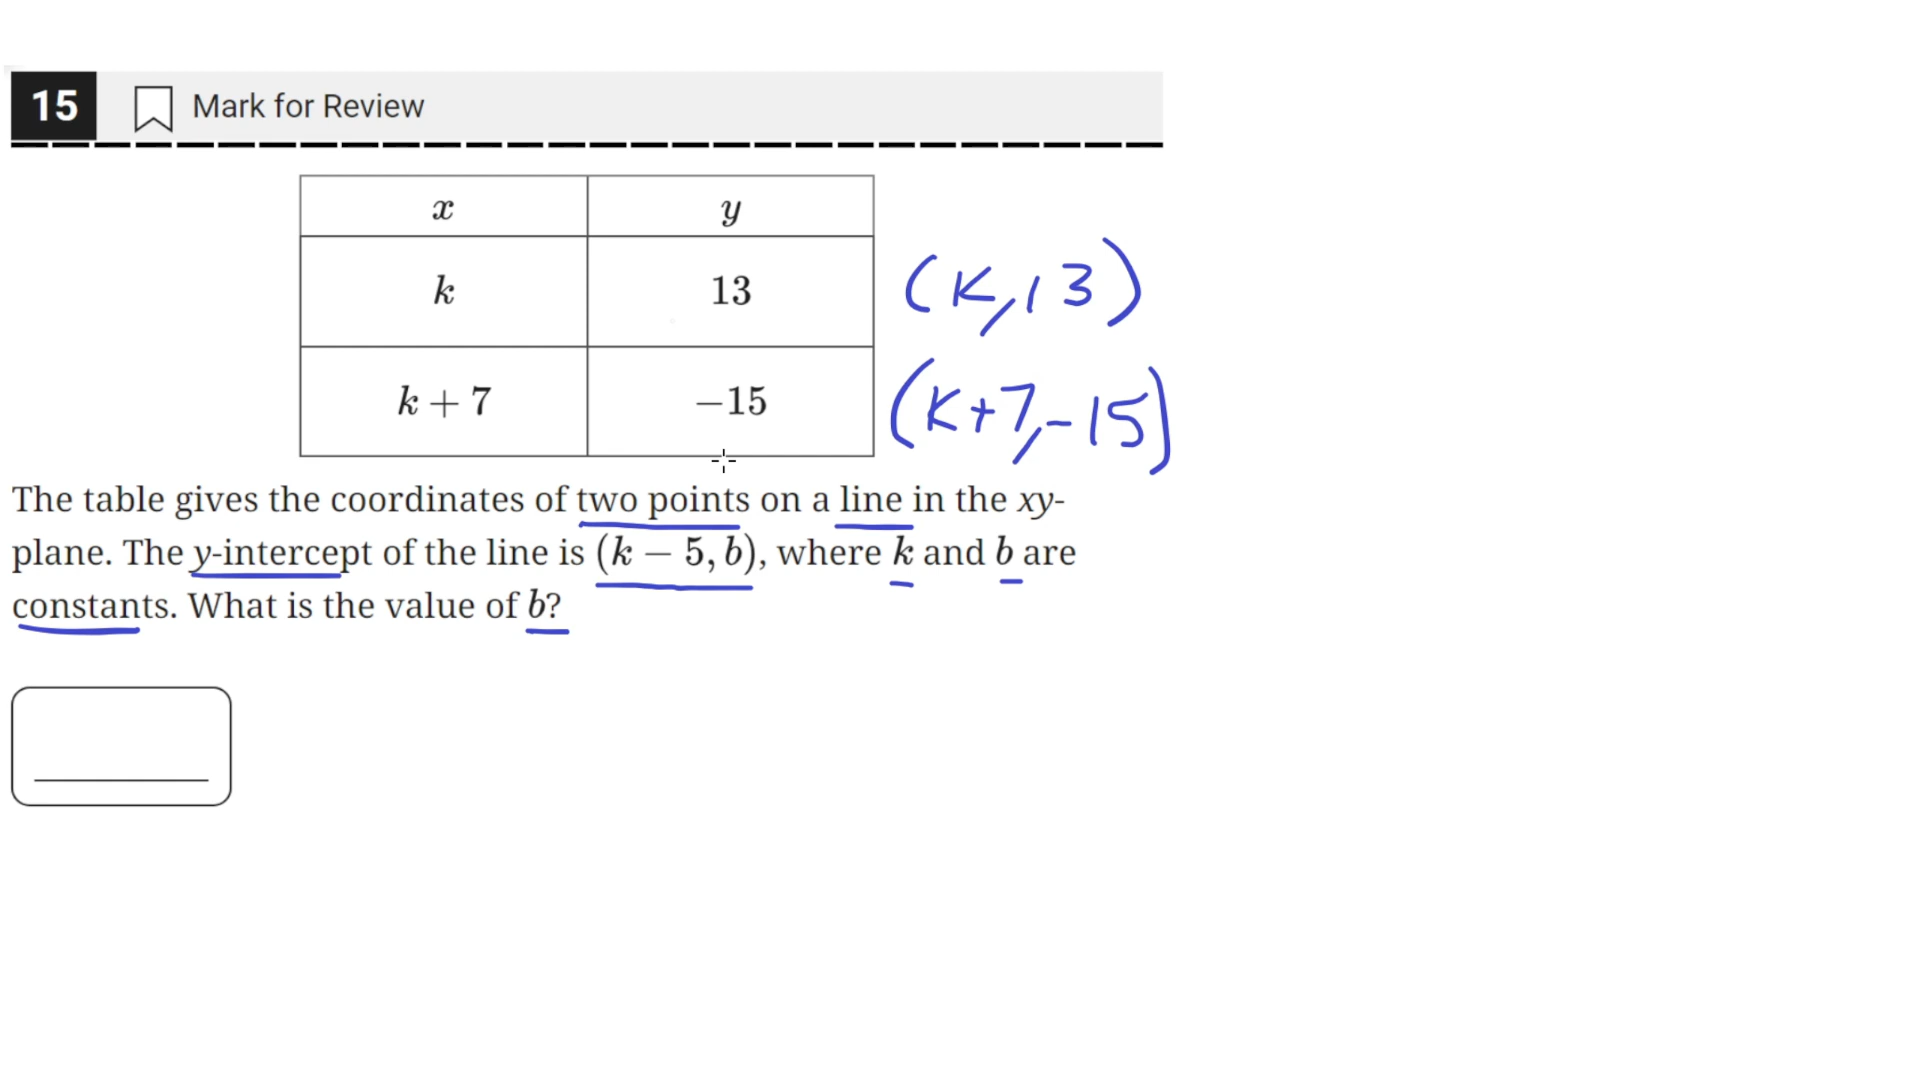 15 Mark for Review
x y
k 13 (K,13)
k + 7 −15 (K+7,-15)
The table gives the coordinates of two points on a line in the xy-
plane. The y-intercept of the line is (k − 5, b), where k and b are
constants. What is the value of b?